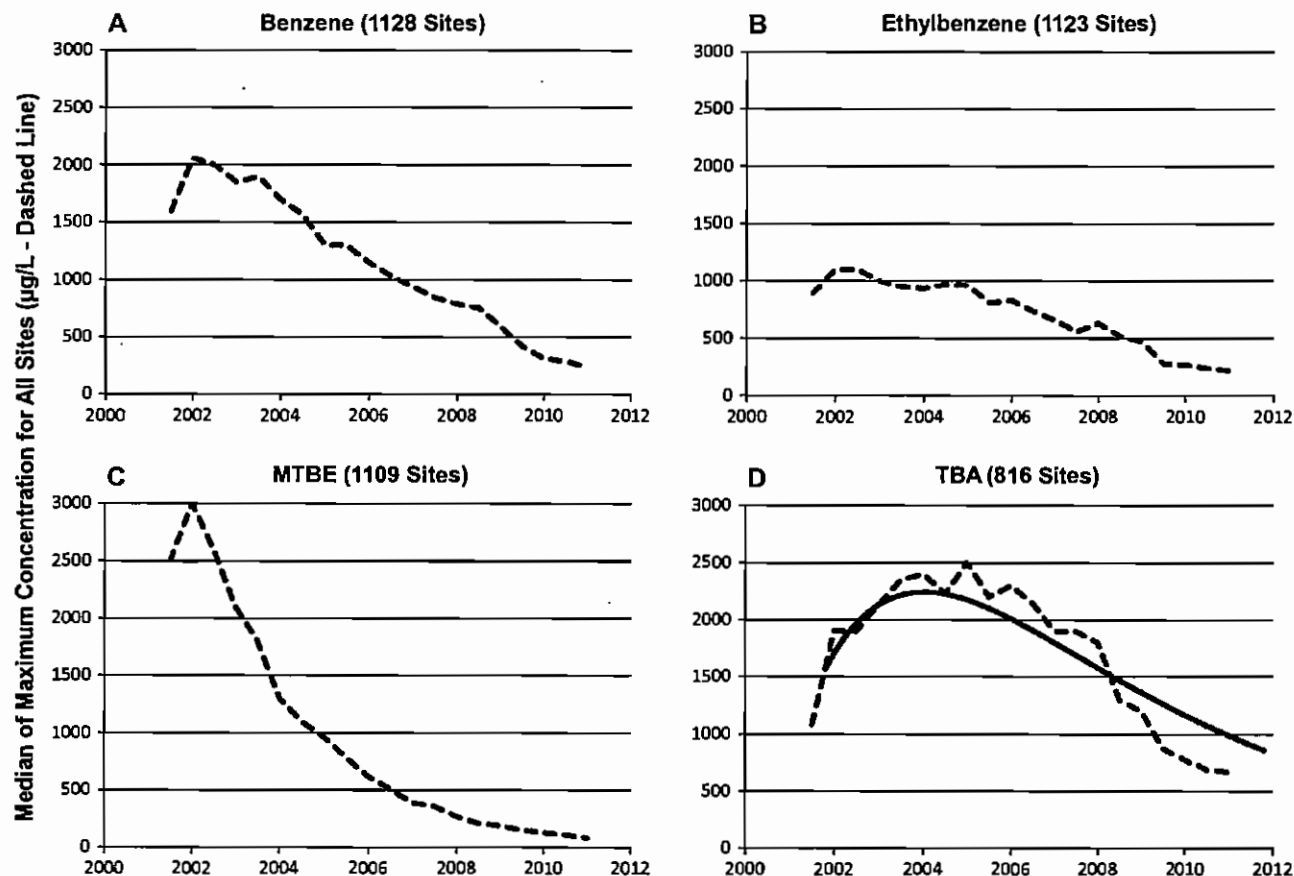 Median of Maximum Concentration for All Sites (µg/L - Dashed Line)
A
Benzene (1128 Sites)
3000
2500
2000
1500
1000
500
0
2000 2002 2004 2006 2008 2010 2012
B
Ethylbenzene (1123 Sites)
3000
2500
2000
1500
1000
500
0
2000 2002 2004 2006 2008 2010 2012
C
MTBE (1109 Sites)
3000
2500
2000
1500
1000
500
0
2000 2002 2004 2006 2008 2010 2012
D
TBA (816 Sites)
3000
2500
2000
1500
1000
500
0
2000 2002 2004 2006 2008 2010 2012